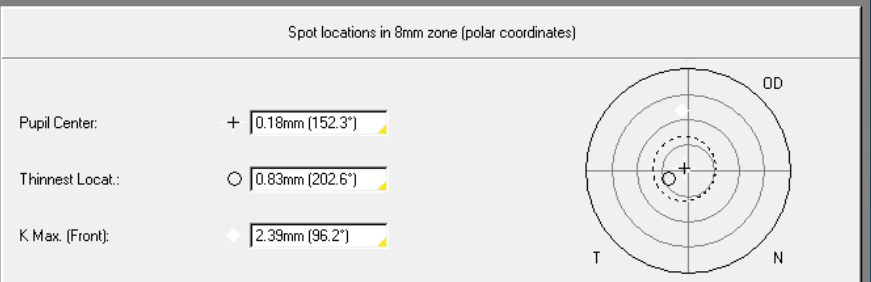 Spot locations in 8mm zone (polar coordinates)
OD
Pupil Center: + 0.18mm (152.3°)
Thinnest Locat.: 0.83mm (202.6°)
K Max. (Front): 2.39mm (96.2°)
T N